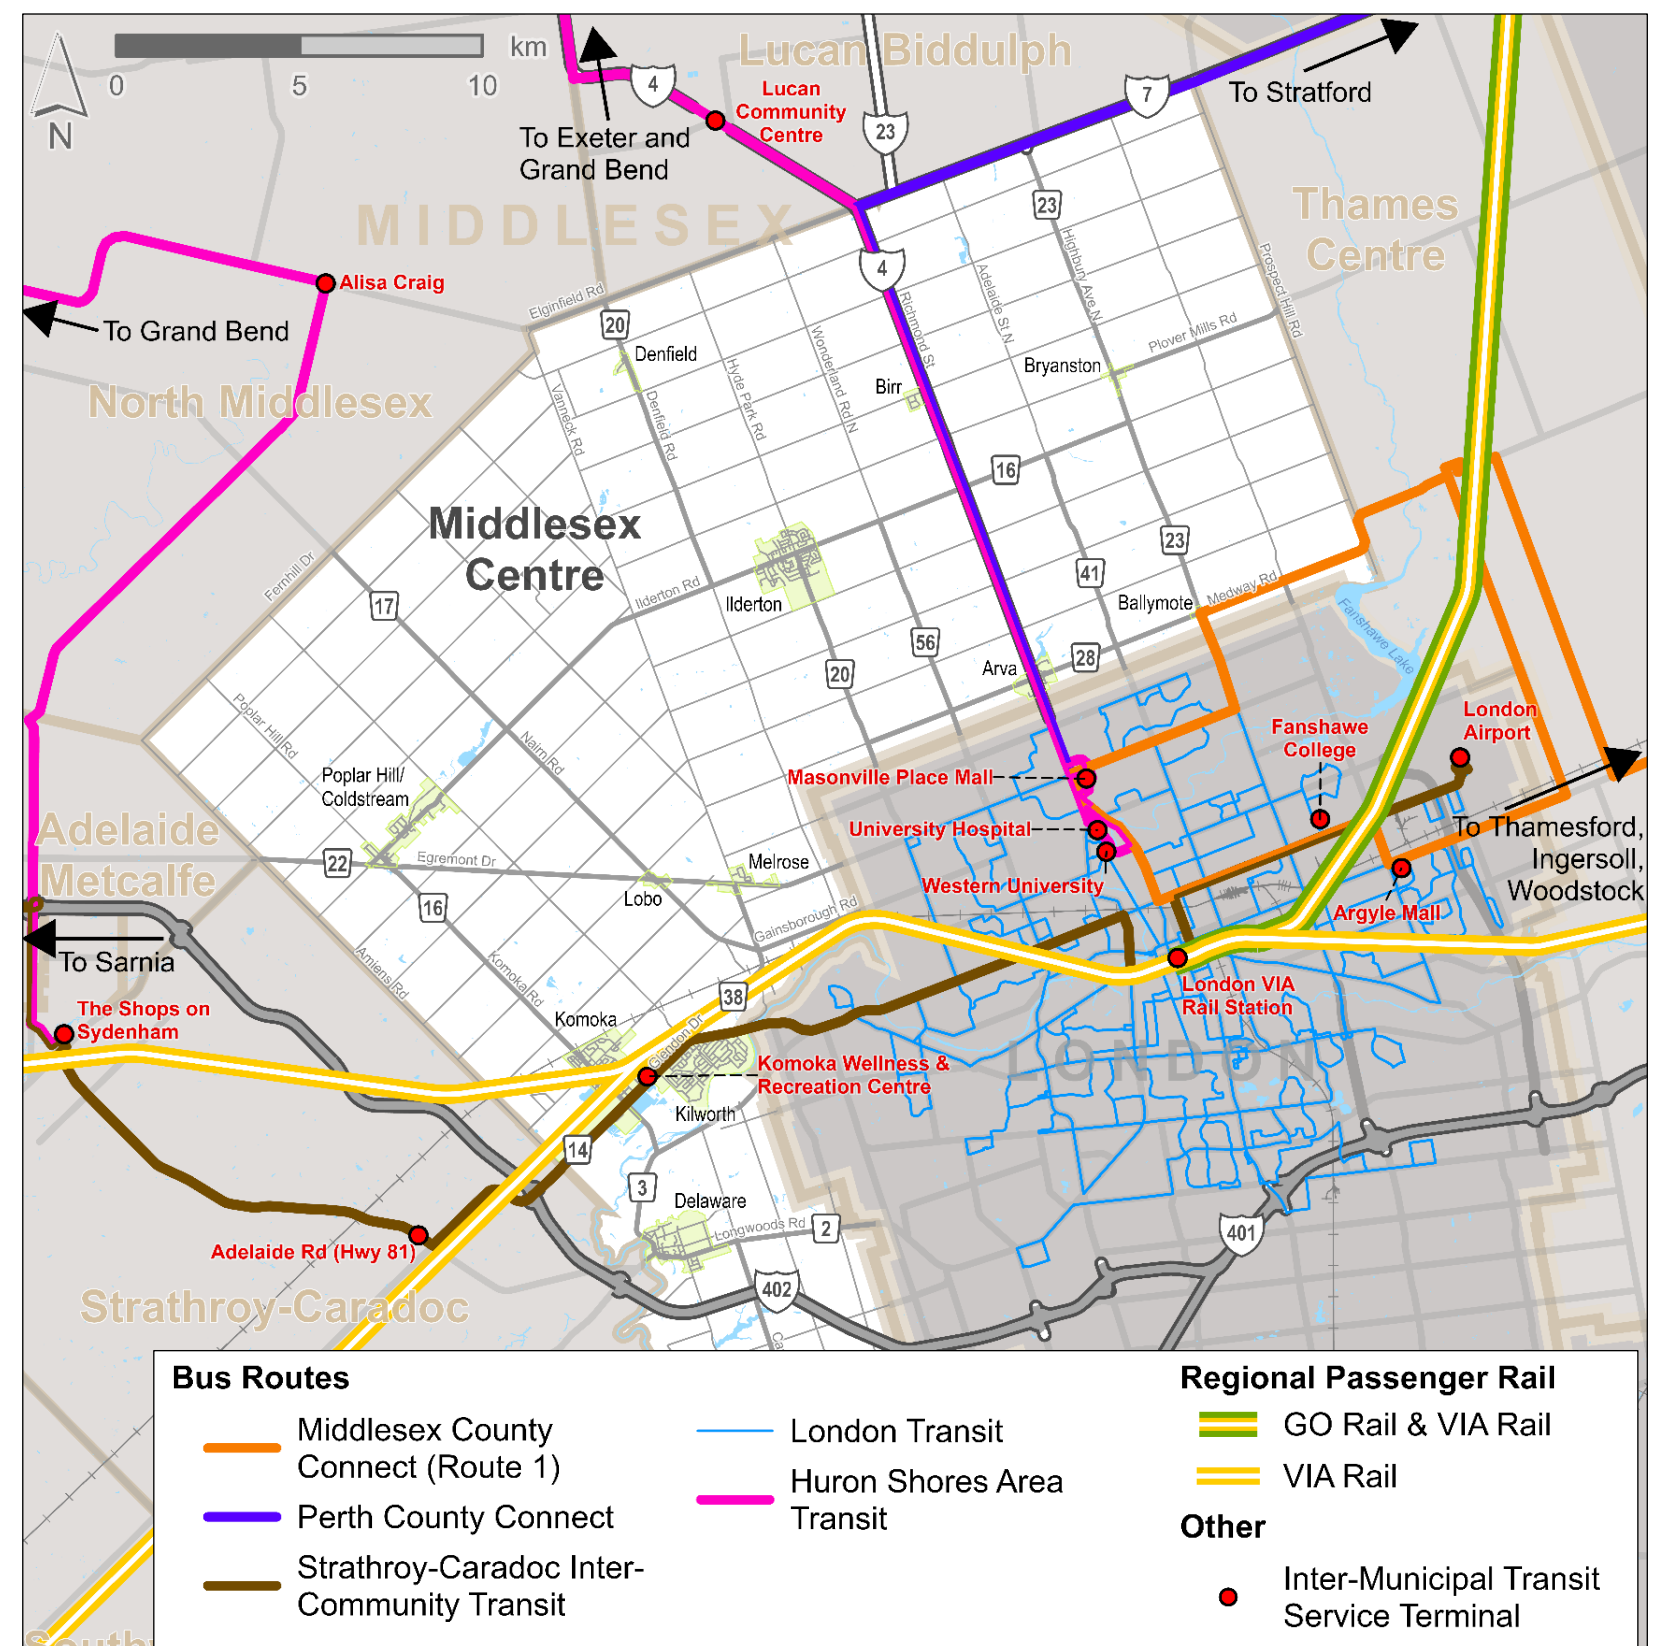 0
5
10
km
N
Lucan Biddulph
4
Lucan
Community
Centre
To Exeter and
Grand Bend
23
7
To Stratford
MIDDLESEX
Thames
Centre
23
4
Alisa Craig
To Grand Bend
North Middlesex
Elginfield Rd
20
Denfield
Denfield Rd
Vanneck Rd
Hyde Park Rd
Wonderland Rd N
Richmond St
Adelaide St N
Highbury Ave N
Prospect Hill Rd
Plover Mills Rd
Bryanston
Birr
16
Middlesex
Centre
Fernhill Dr
17
Ilderton Rd
Ilderton
23
41
Ballymote
Medway Rd
Fanshawe Lake
56
20
Arva
28
Poplar Hill Rd
Nairn Rd
Poplar Hill/
Coldstream
Masonville Place Mall
Fanshawe
College
London
Airport
University Hospital
Western University
Argyle Mall
To Thamesford,
Ingersoll,
Woodstock
Adelaide
Metcalfe
22
Egremont Dr
Melrose
Lobo
16
Gainsborough Rd
To Sarnia
Amiens Rd
Komoka Rd
38
London VIA
Rail Station
The Shops on
Sydenham
Komoka
Glendon Dr
LONDON
Komoka Wellness &
Recreation Centre
Kilworth
14
3
Delaware
Longwoods Rd
2
401
Adelaide Rd (Hwy 81)
402
Strathroy-Caradoc
Ca
Bus Routes
Middlesex County
Connect (Route 1)
Perth County Connect
Strathroy-Caradoc Inter-
Community Transit
London Transit
Huron Shores Area
Transit
Regional Passenger Rail
GO Rail & VIA Rail
VIA Rail
Other
Inter-Municipal Transit
Service Terminal